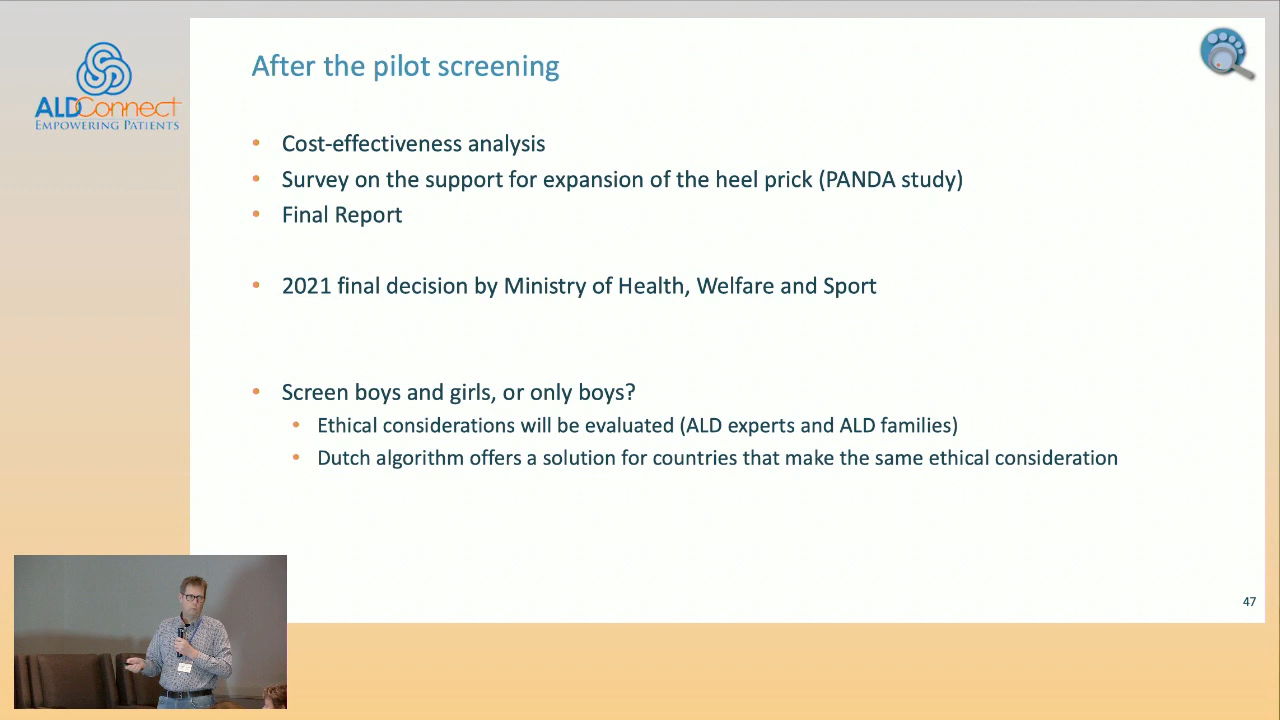 After the pilot screening
ALDConnect
EMPOWERING PATIENTS
• Cost-effectiveness analysis
• Survey on the support for expansion of the heel prick (PANDA study)
• Final Report
• 2021 final decision by Ministry of Health, Welfare and Sport
• Screen boys and girls, or only boys?
• Ethical considerations will be evaluated (ALD experts and ALD families)
• Dutch algorithm offers a solution for countries that make the same ethical consideration
47